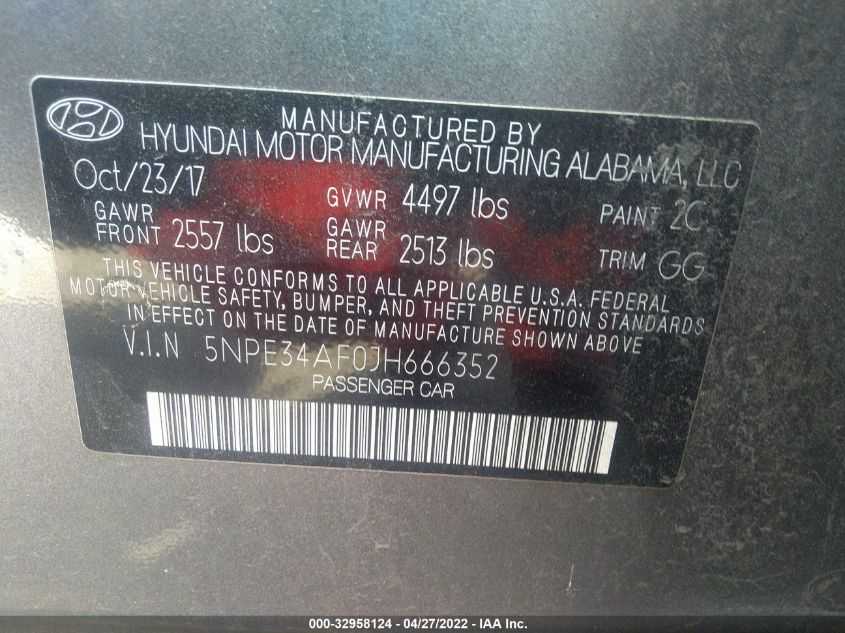 MANUFACTURED BY
HYUNDAI MOTOR MANUFACTURING ALABAMA, LLC
Oct/23/17 GVWR 4497 lbs PAINT 2C
GAWR FRONT 2557 lbs GAWR REAR 2513 lbs TRIM GG
THIS VEHICLE CONFORMS TO ALL APPLICABLE U.S.A. FEDERAL
MOTOR VEHICLE SAFETY, BUMPER, AND THEFT PREVENTION STANDARDS
IN EFFECT ON THE DATE OF MANUFACTURE SHOWN ABOVE
V.I.N 5NPE34AF0JH666352
PASSENGER CAR
000-32958124 - 04/27/2022 - IAA Inc.